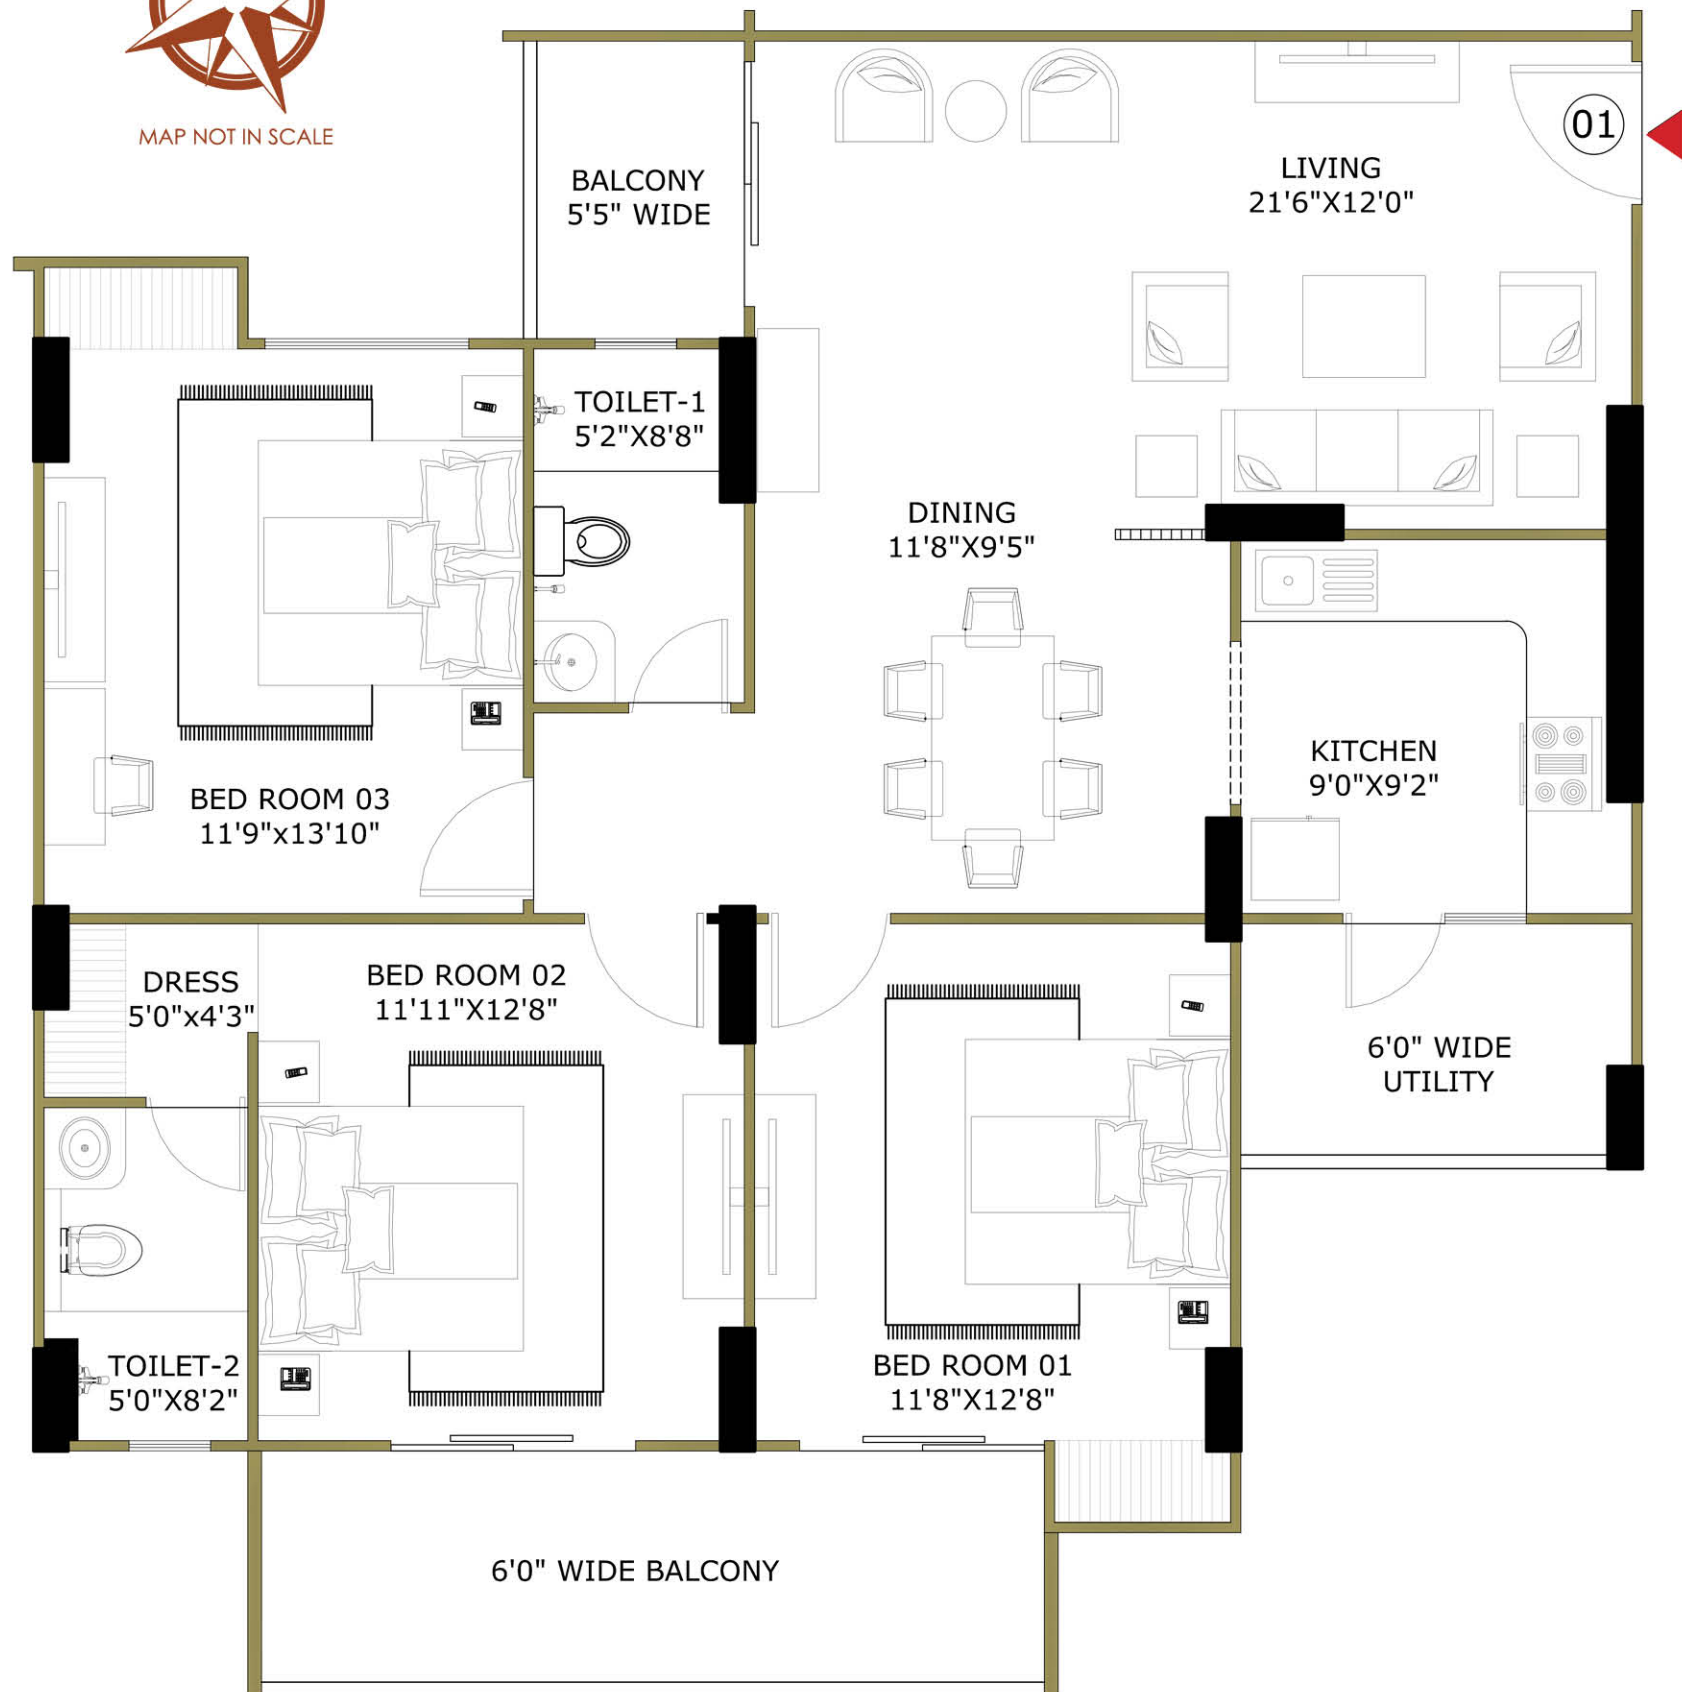 MAP NOT IN SCALE
BALCONY
5'5" WIDE
LIVING
21'6"X12'0"
01
TOILET-1
5'2"X8'8"
DINING
11'8"X9'5"
KITCHEN
9'0"X9'2"
BED ROOM 03
11'9"x13'10"
DRESS
5'0"x4'3"
BED ROOM 02
11'11"X12'8"
6'0" WIDE
UTILITY
TOILET-2
5'0"X8'2"
BED ROOM 01
11'8"X12'8"
6'0" WIDE BALCONY